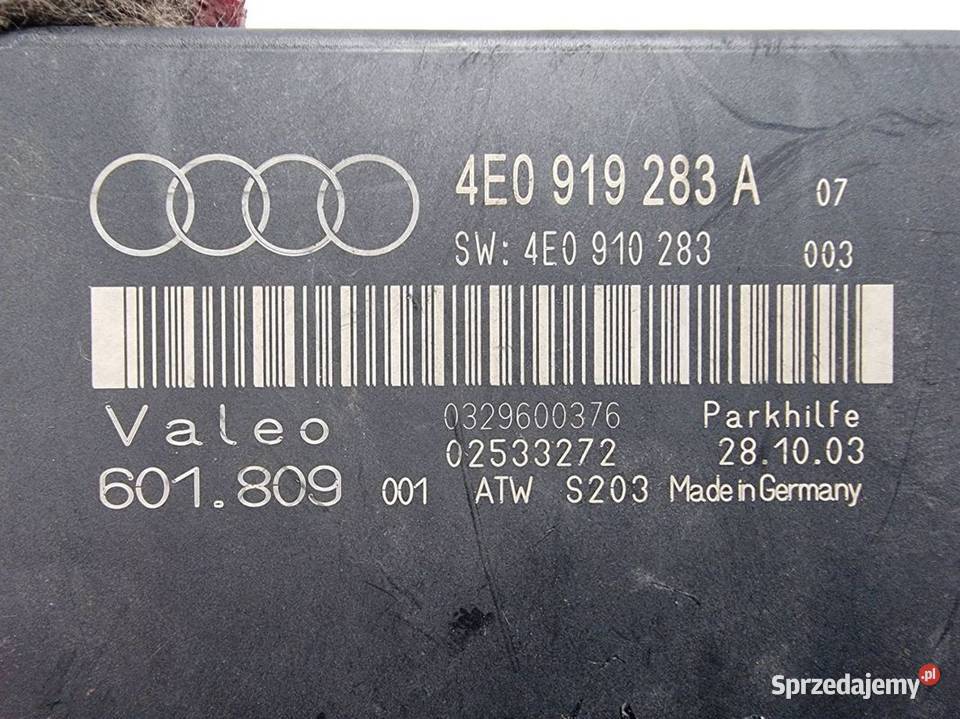 4E0 919 283 A 07
SW: 4E0 910 283 003
Valeo 0329600376 Parkhilfe
02533272 28.10.03
601.809 001 ATW S203 Made in Germany
Sprzedajemy.pl